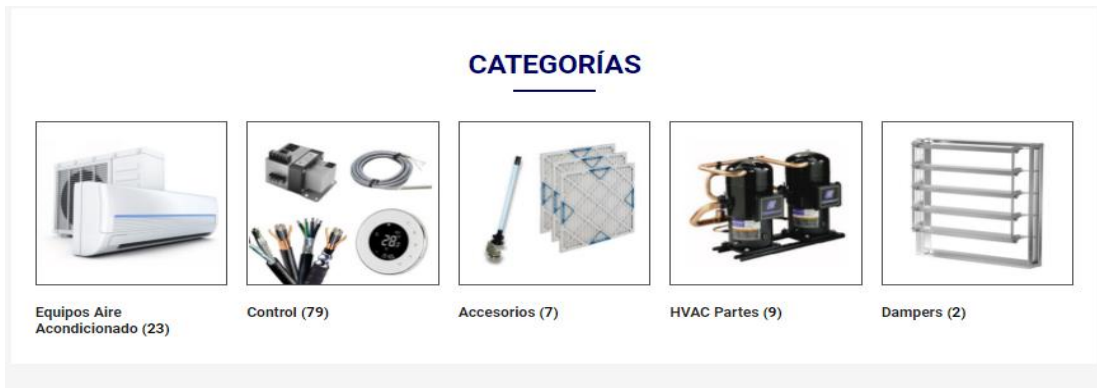 CATEGORÍAS
Equipos Aire
Acondicionado (23)
Control (79)
Accesorios (7)
HVAC Partes (9)
Dampers (2)